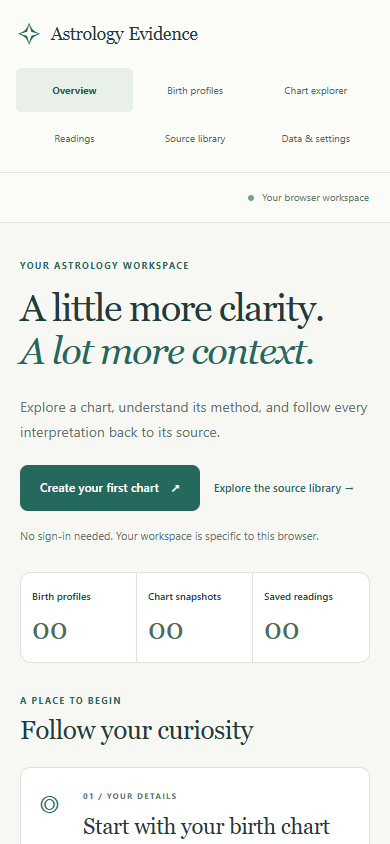 Astrology Evidence
Overview
Birth profiles
Chart explorer
Readings
Source library
Data & settings
Your browser workspace
YOUR ASTROLOGY WORKSPACE
A little more clarity.
A lot more context.
Explore a chart, understand its method, and follow every
interpretation back to its source.
Create your first chart ↗
Explore the source library →
No sign-in needed. Your workspace is specific to this browser.
Birth profiles
00
Chart snapshots
00
Saved readings
00
A PLACE TO BEGIN
Follow your curiosity
01 / YOUR DETAILS
Start with your birth chart